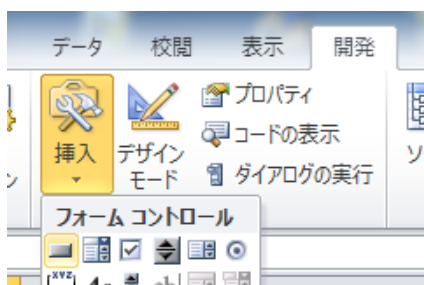 データ 校閲 表示 開発
挿入
デザイン
モード
プロパティ
コードの表示
ダイアログの実行
フォーム コントロール